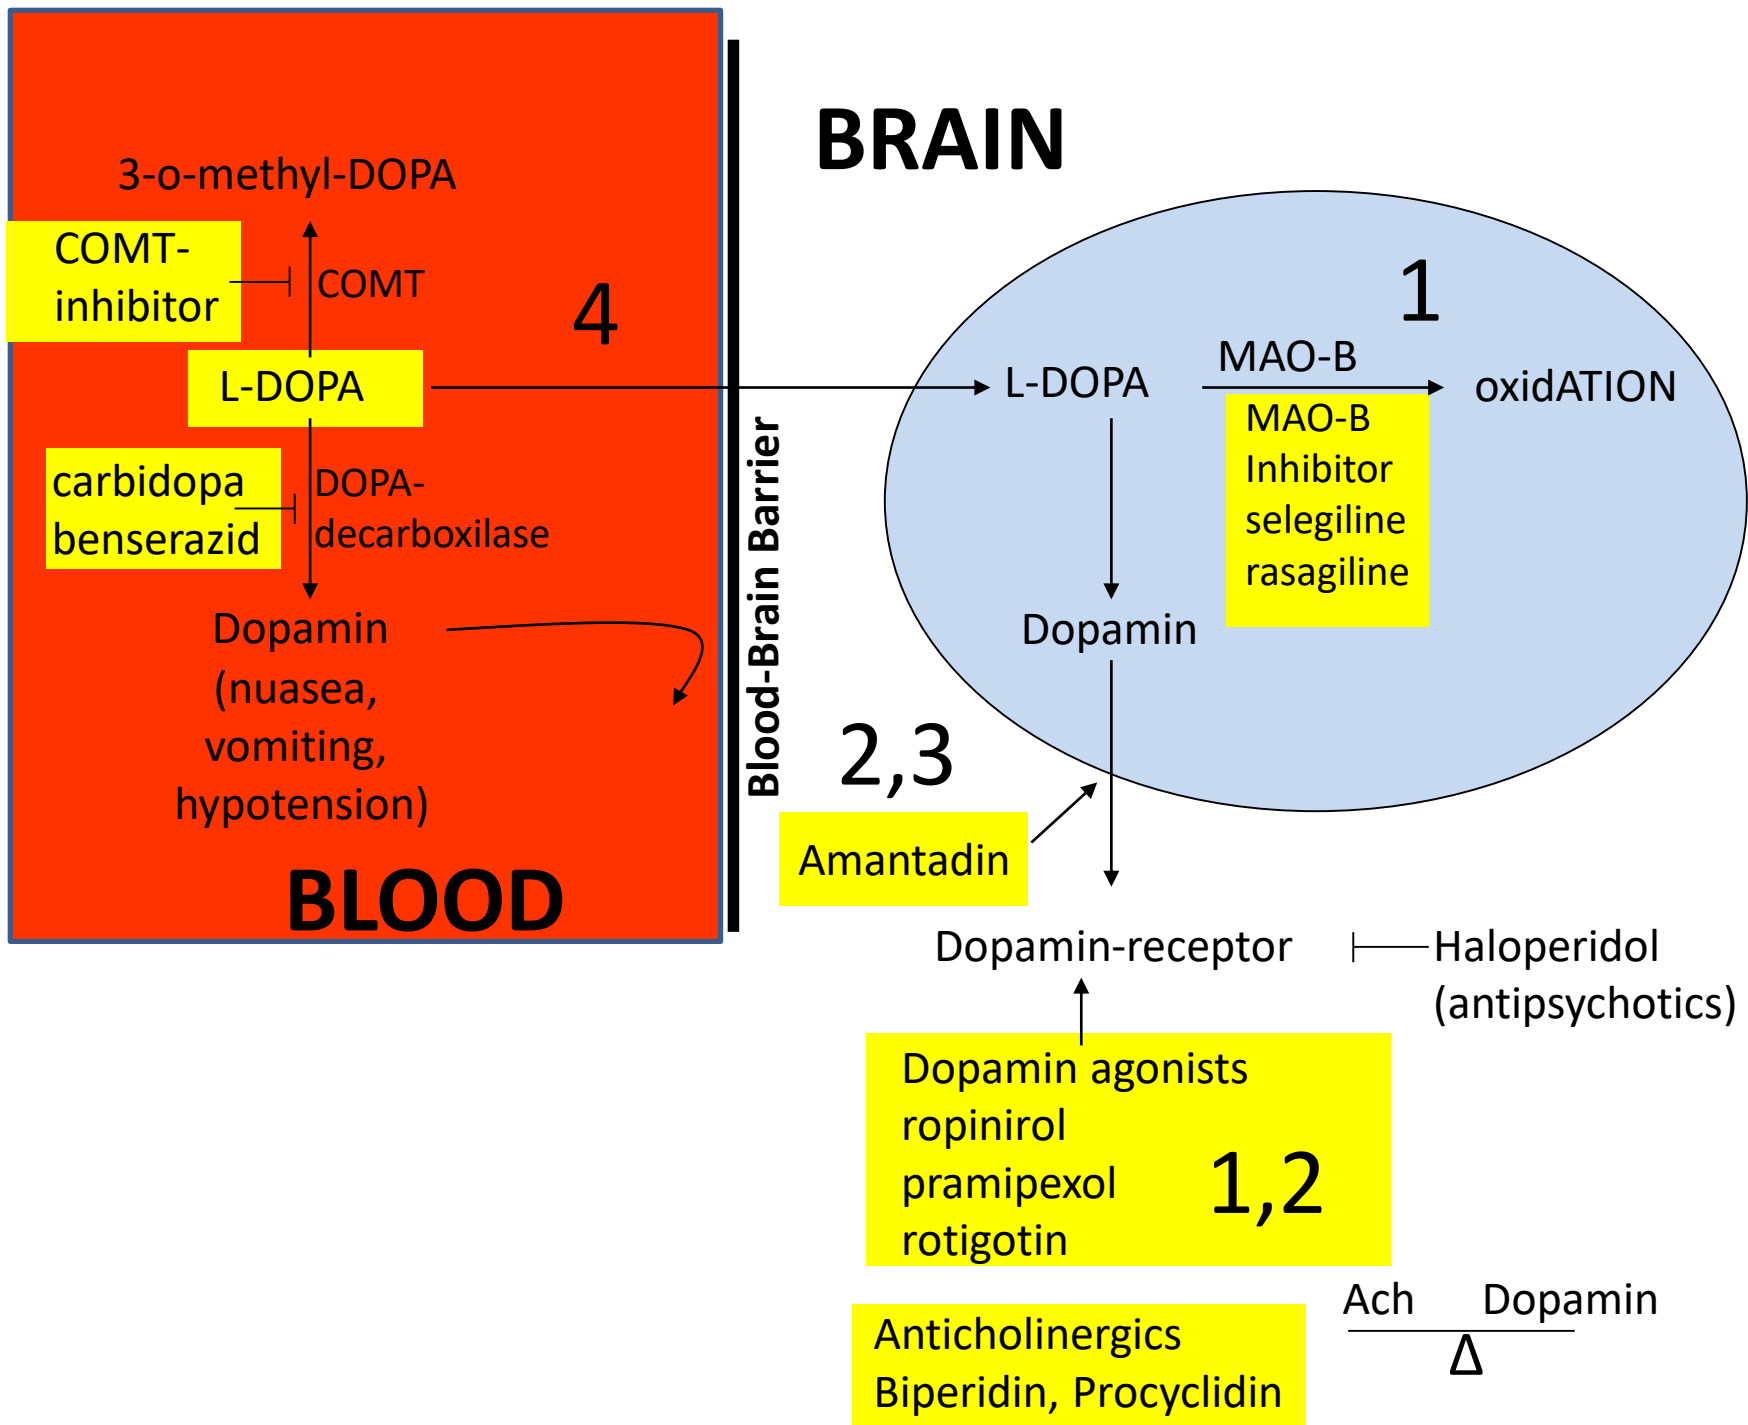 BRAIN
3-o-methyl-DOPA
COMT-
inhibitor
COMT
4
L-DOPA
carbidopa
benserazid
DOPA-
decarboxilase
Dopamin
(nuasea,
vomiting,
hypotension)
BLOOD
Blood-Brain Barrier
1
L-DOPA
MAO-B
oxidATION
MAO-B
Inhibitor
selegiline
rasagiline
Dopamin
2,3
Amantadin
Dopamin-receptor
Haloperidol
(antipsychotics)
Dopamin agonists
ropinirol
pramipexol
rotigotin
1,2
Anticholinergics
Biperidin, Procyclidin
Ach Dopamin
Δ